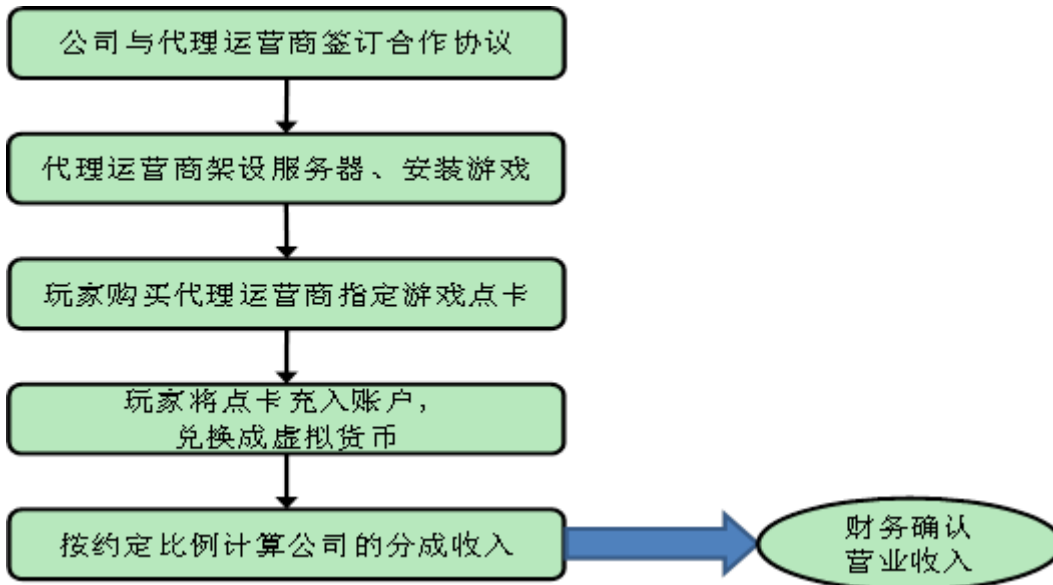 公司与代理运营商签订合作协议
代理运营商架设服务器、安装游戏
玩家购买代理运营商指定游戏点卡
玩家将点卡充入账户，
兑换成虚拟货币
按约定比例计算公司的分成收入
财务确认
营业收入